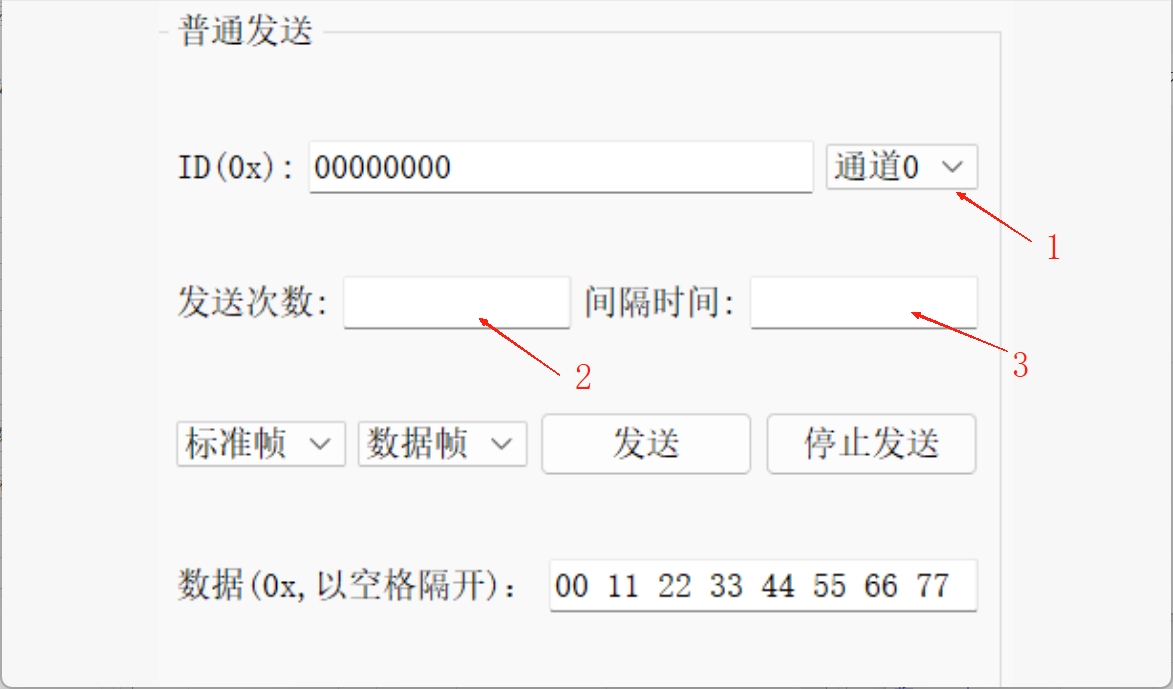 普通发送
ID(0x): 00000000 通道0
1
发送次数: 间隔时间:
2
3
标准帧 数据帧 发送 停止发送
数据(0x,以空格隔开): 00 11 22 33 44 55 66 77